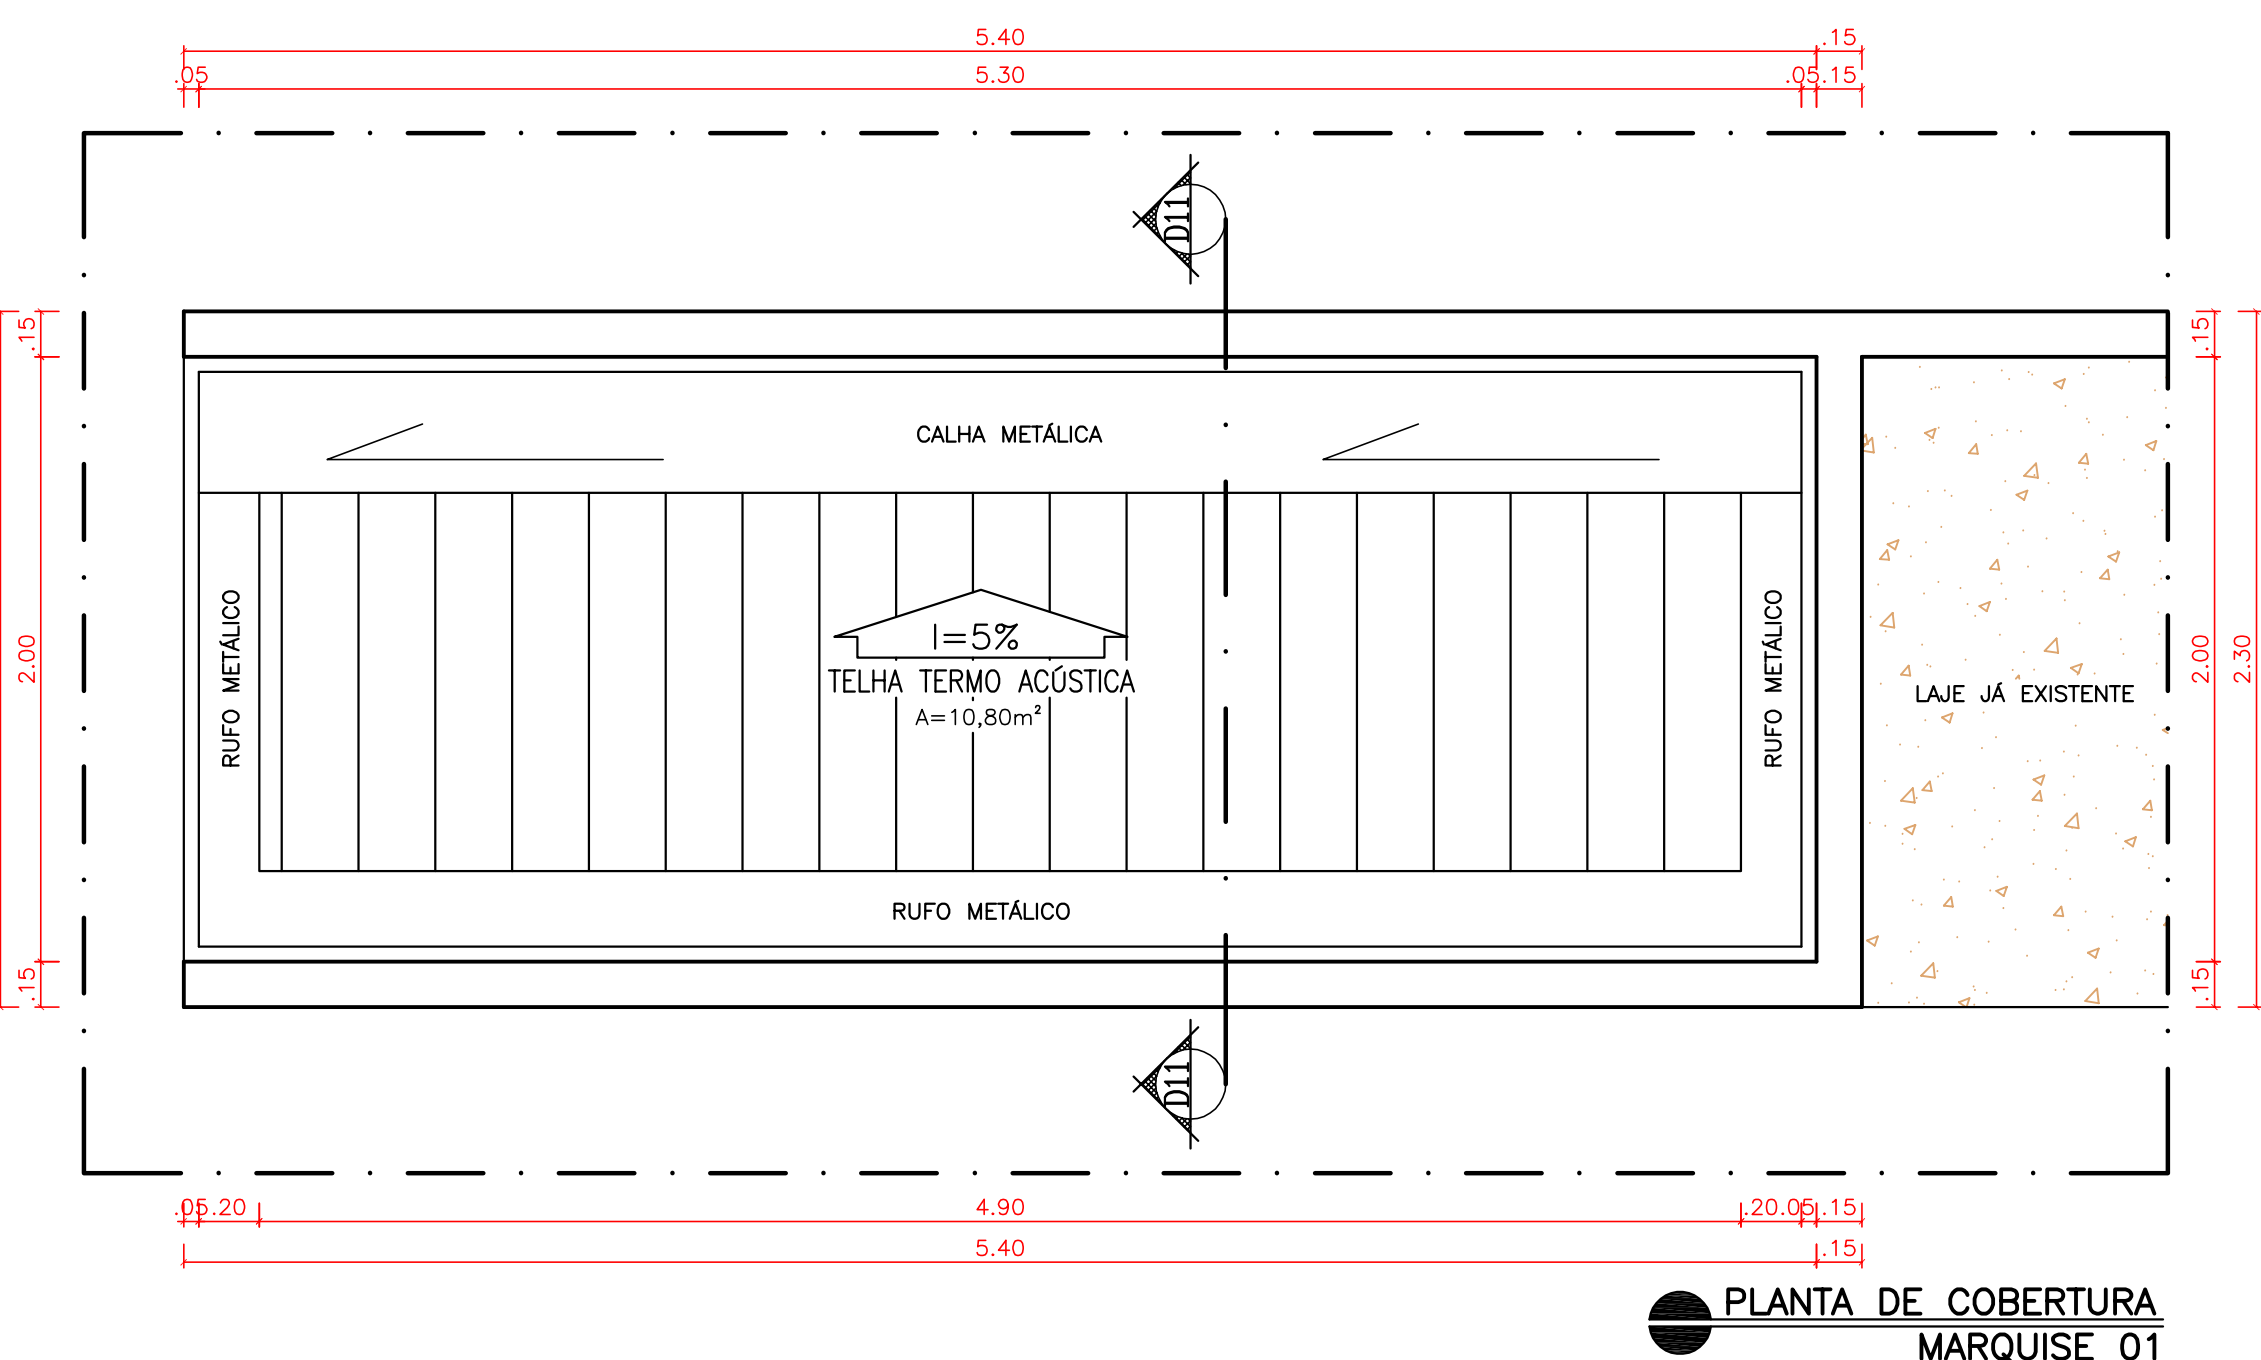 5.40 .15
.05 5.30 .05 .15
D11
.15
.15
CALHA METÁLICA
I=5%
TELHA TERMO ACÚSTICA
A=10,80m²
RUFO METÁLICO
RUFO METÁLICO
2.00
2.00
2.30
LAJE JÁ EXISTENTE
RUFO METÁLICO
.15
.15
D11
.05 .20 4.90 .20 .05 .15
5.40 .15
PLANTA DE COBERTURA
MARQUISE 01